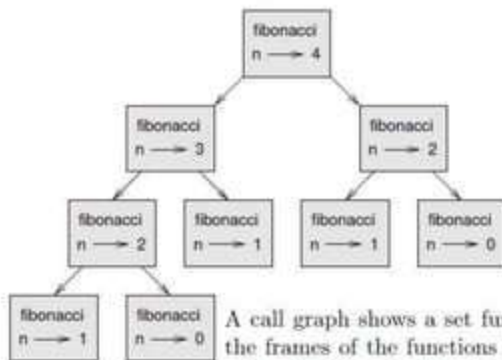 fibonacci
n → 4
fibonacci
n → 3
fibonacci
n → 2
fibonacci
n → 2
fibonacci
n → 1
fibonacci
n → 1
fibonacci
n → 0
fibonacci
n → 1
fibonacci
n → 0
A call graph shows a set fu
the frames of the functions